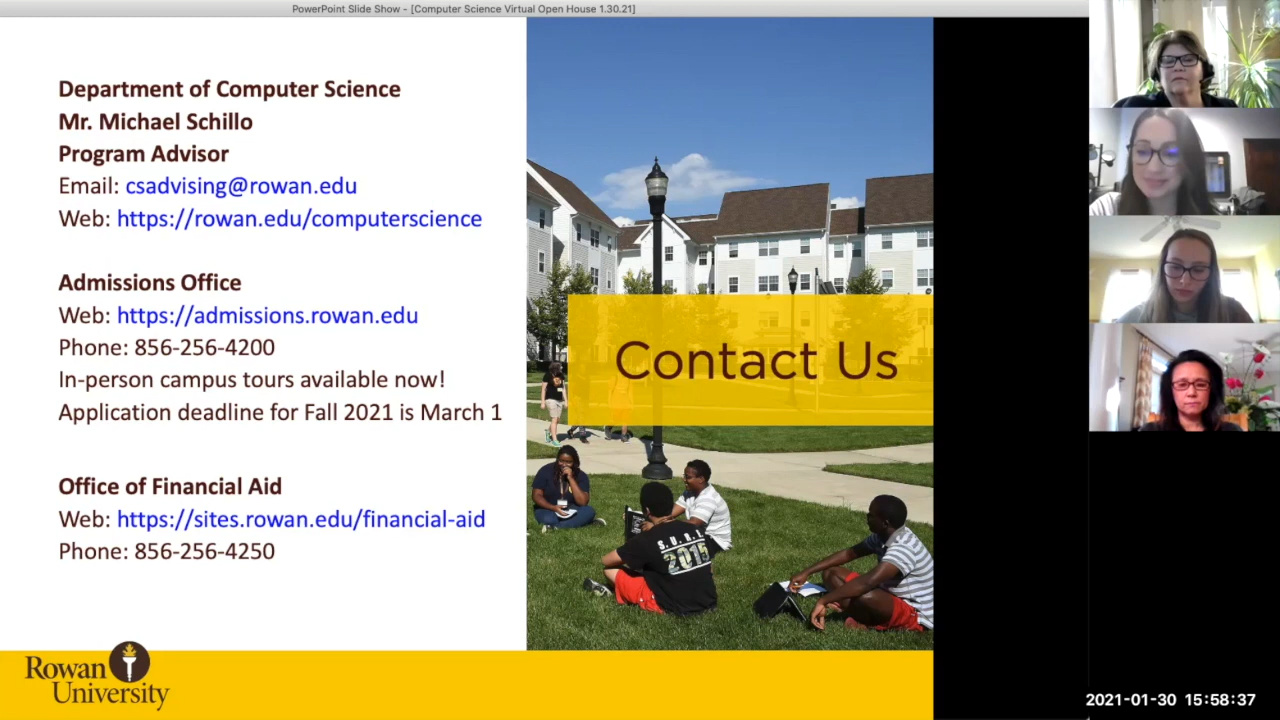 PowerPoint Slide Show - [Computer Science Virtual Open House 1.30.21]
Department of Computer Science
Mr. Michael Schillo
Program Advisor
Email: csadvising@rowan.edu
Web: https://rowan.edu/computerscience
Admissions Office
Web: https://admissions.rowan.edu
Phone: 856-256-4200
In-person campus tours available now!
Application deadline for Fall 2021 is March 1
Office of Financial Aid
Web: https://sites.rowan.edu/financial-aid
Phone: 856-256-4250
Contact Us
S.U.R.I.
2015
Rowan
University
2021-01-30 15:58:37